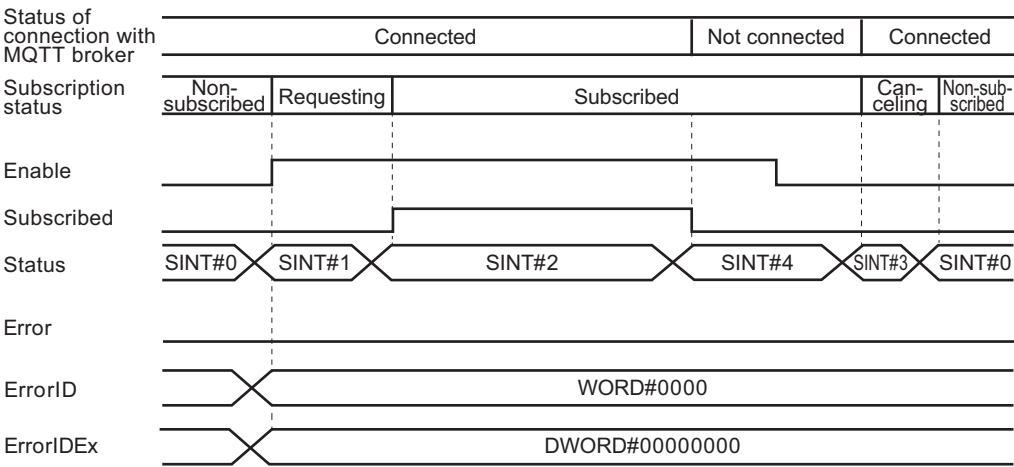 Status of
connection with
MQTT broker
Connected
Not connected
Connected
Subscription
status
Non-
subscribed
Requesting
Subscribed
Can-
celing
Non-sub-
scribed
Enable
Subscribed
Status
SINT#0
SINT#1
SINT#2
SINT#4
SINT#3
SINT#0
Error
ErrorID
WORD#0000
ErrorIDEx
DWORD#00000000